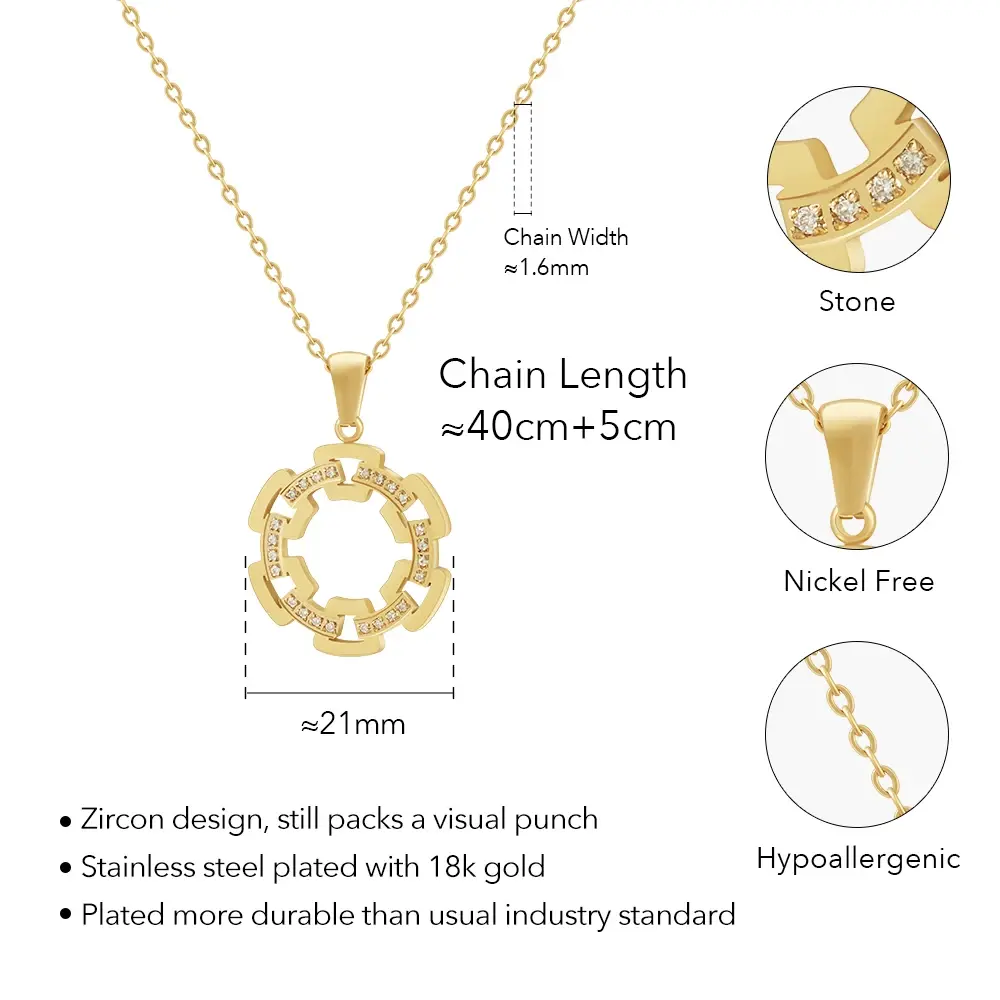 Chain Width
≈1.6mm
Stone
Chain Length
≈40cm+5cm
Nickel Free
≈21mm
Hypoallergenic
• Zircon design, still packs a visual punch
• Stainless steel plated with 18k gold
• Plated more durable than usual industry standard